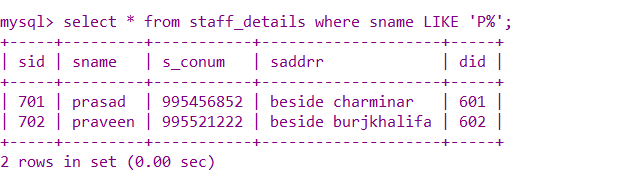 mysql> select * from staff_details where sname LIKE 'P%';
+-----+---------+-----------+--------------------+-----+
| sid | sname   | s_conum   | saddrr             | did |
+-----+---------+-----------+--------------------+-----+
| 701 | prasad  | 995456852 | beside charminar   | 601 |
| 702 | praveen | 995521222 | beside burjkhalifa | 602 |
+-----+---------+-----------+--------------------+-----+
2 rows in set (0.00 sec)